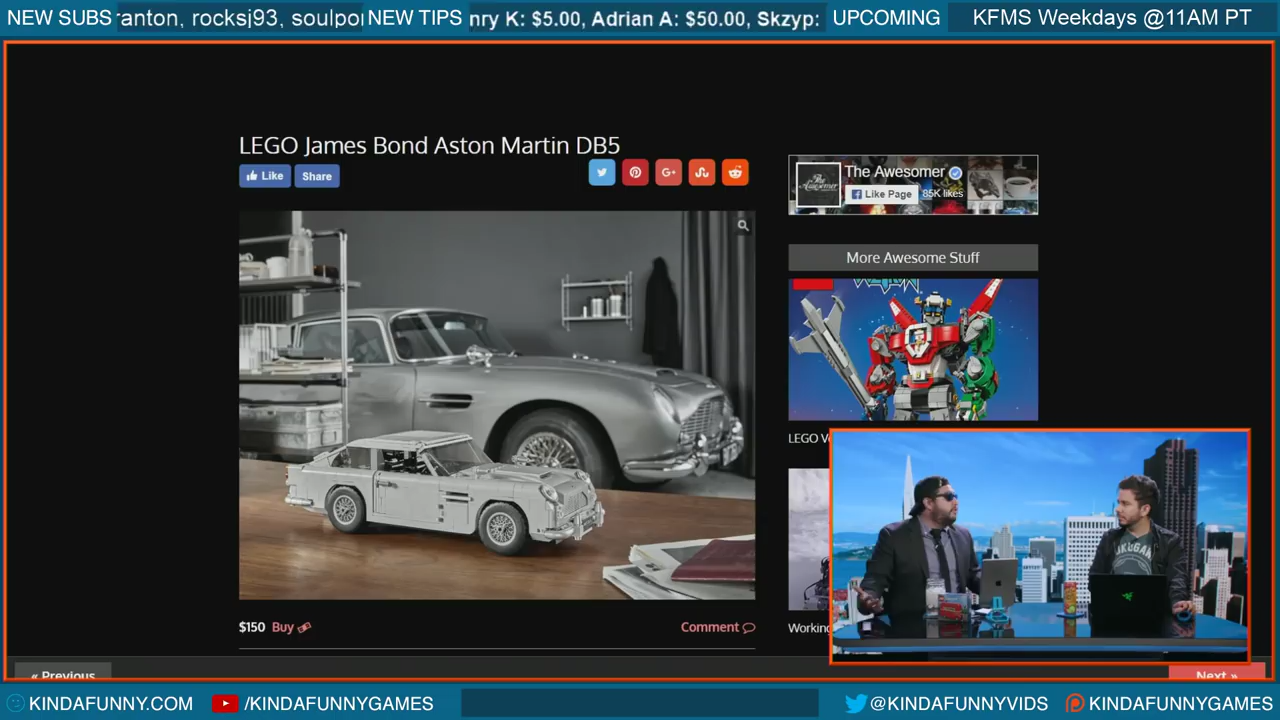 NEW SUBS ranton, rocksj93, soulpoi NEW TIPS nry K: $5.00, Adrian A: $50.00, Skzyp: UPCOMING KFMS Weekdays @11AM PT
LEGO James Bond Aston Martin DB5
Like Share
The Awesomer
Like Page 85K likes
More Awesome Stuff
LEGO
$150 Buy
Comment
Working
« Previous
Next »
KINDAFUNNY.COM /KINDAFUNNYGAMES @KINDAFUNNYVIDS KINDAFUNNYGAMES